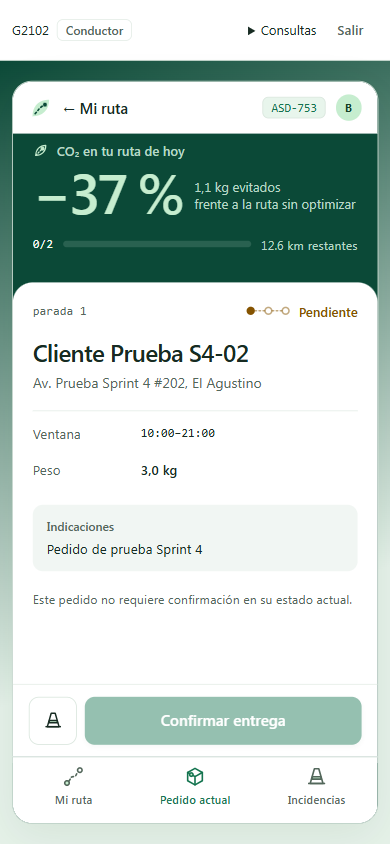 G2102 Conductor ▶ Consultas Salir
← Mi ruta ASD-753 B
CO₂ en tu ruta de hoy
−37 %
1,1 kg evitados
frente a la ruta sin optimizar
0/2 12.6 km restantes
parada 1 Pendiente
Cliente Prueba S4-02
Av. Prueba Sprint 4 #202, El Agustino
Ventana 10:00–21:00
Peso 3,0 kg
Indicaciones
Pedido de prueba Sprint 4
Este pedido no requiere confirmación en su estado actual.
Confirmar entrega
Mi ruta Pedido actual Incidencias